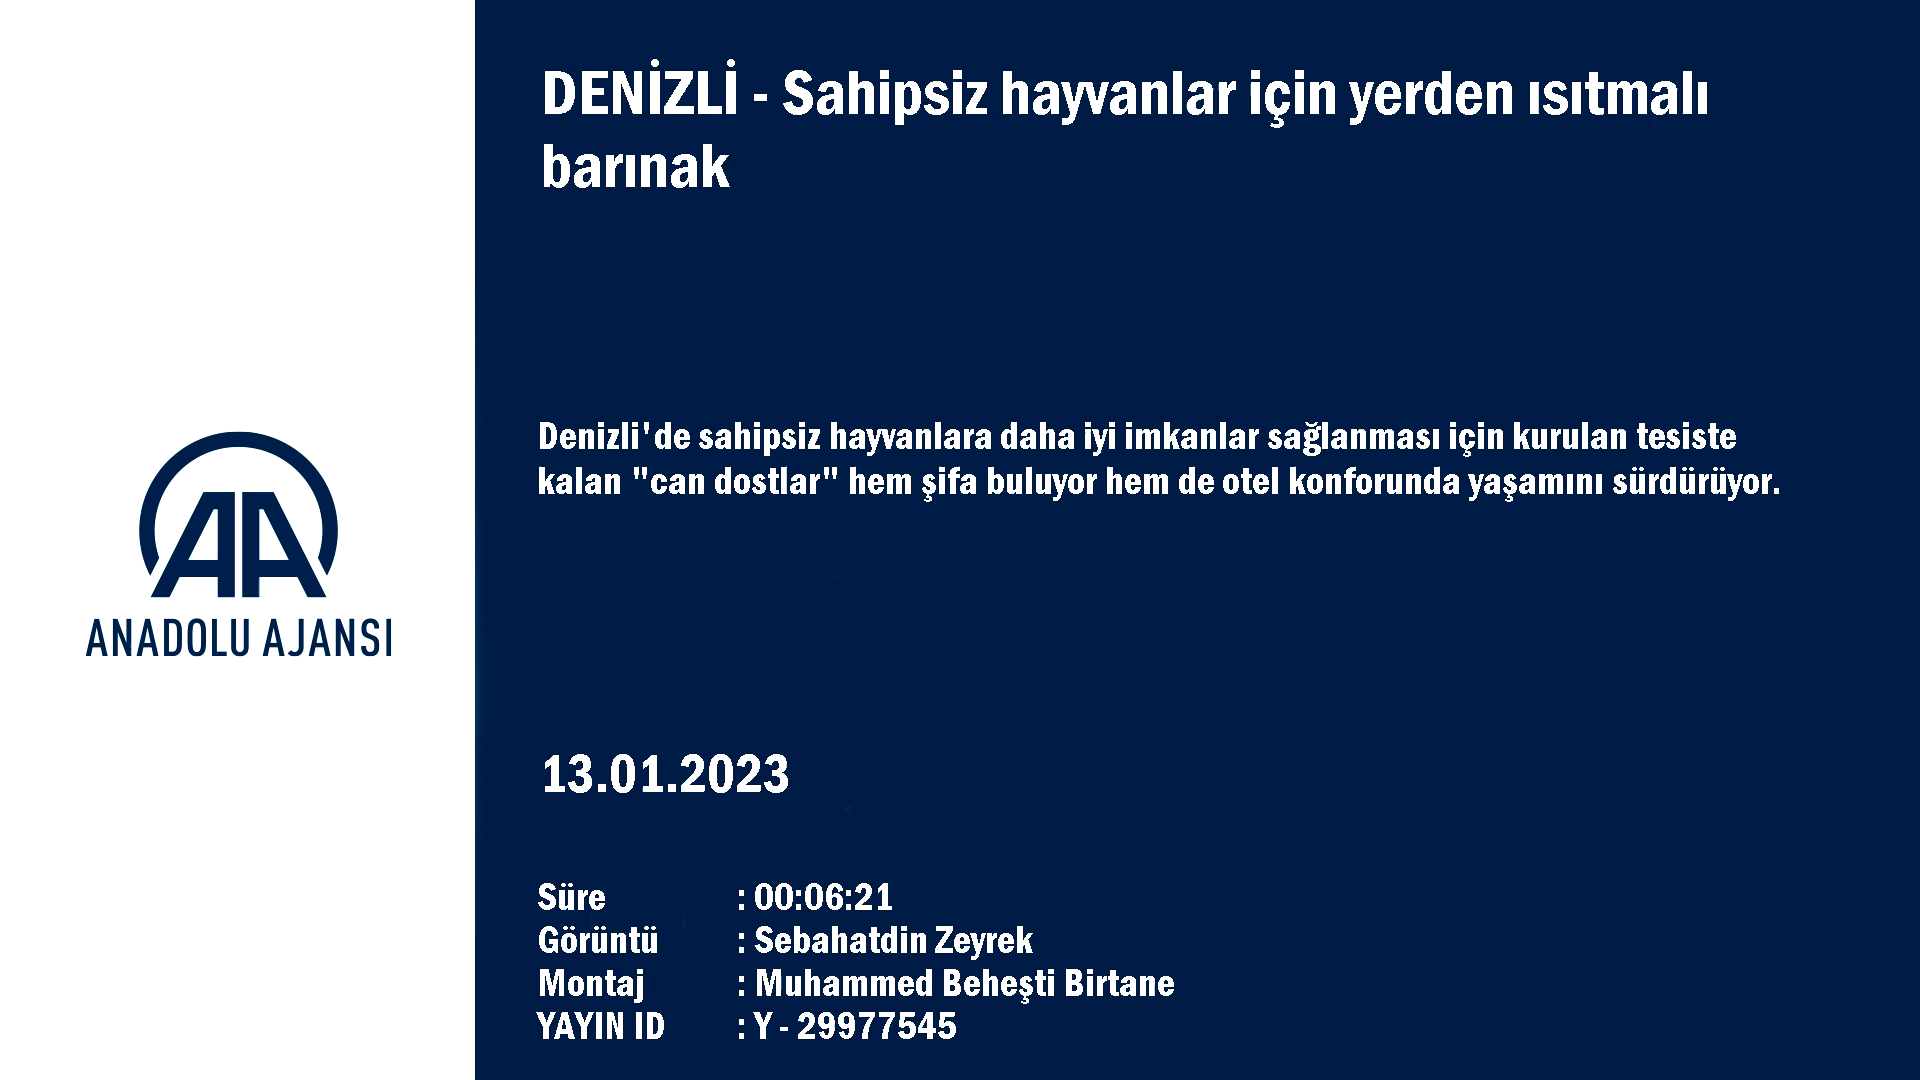 DENİZLİ - Sahipsiz hayvanlar için yerden ısıtmalı
barınak
Denizli'de sahipsiz hayvanlara daha iyi imkanlar sağlanması için kurulan tesiste
kalan "can dostlar" hem şifa buluyor hem de otel konforunda yaşamını sürdürüyor.
AA
ANADOLU AJANSI
13.01.2023
Süre : 00:06:21
Görüntü : Sebahatdin Zeyrek
Montaj : Muhammed Beheşti Birtane
YAYIN ID : Y - 29977545